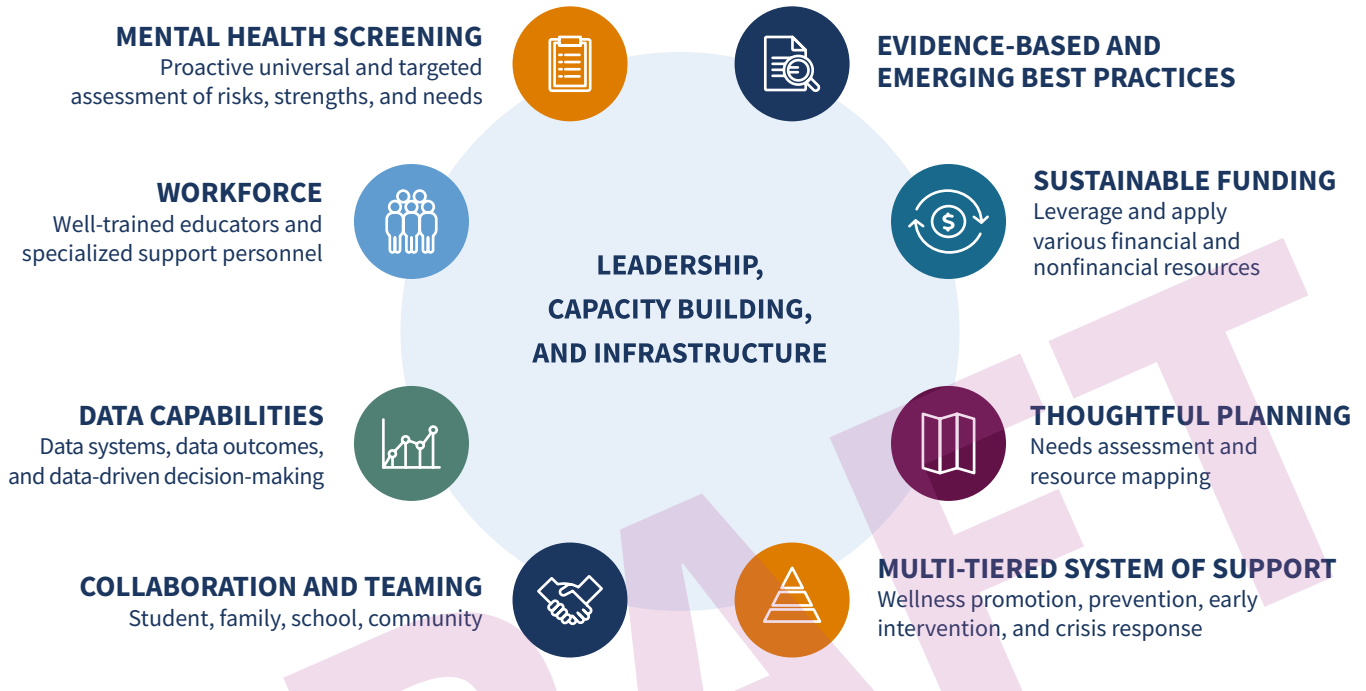 MENTAL HEALTH SCREENING
Proactive universal and targeted
assessment of risks, strengths, and needs
EVIDENCE-BASED AND
EMERGING BEST PRACTICES
WORKFORCE
Well-trained educators and
specialized support personnel
SUSTAINABLE FUNDING
Leverage and apply
various financial and
nonfinancial resources
$
LEADERSHIP,
CAPACITY BUILDING,
AND INFRASTRUCTURE
DATA CAPABILITIES
Data systems, data outcomes,
and data-driven decision-making
THOUGHTFUL PLANNING
Needs assessment and
resource mapping
COLLABORATION AND TEAMING
Student, family, school, community
MULTI-TIERED SYSTEM OF SUPPORT
Wellness promotion, prevention, early
intervention, and crisis response
DRAFT